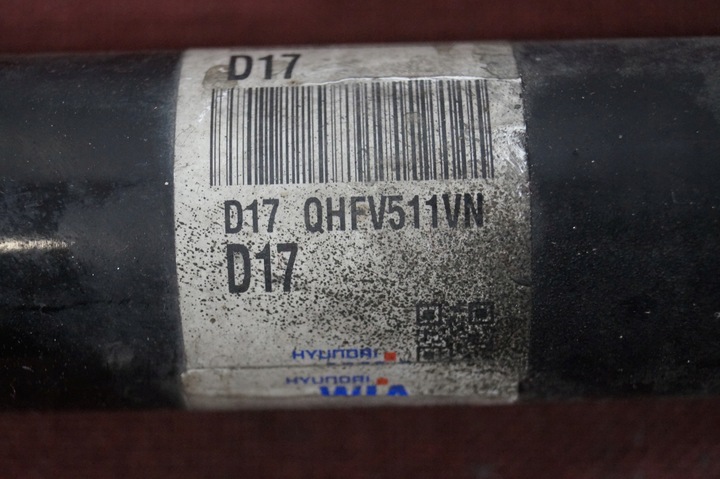 D17
D17 QHFV511VN
D17
HYUNDAI
HYUNDAI
WIA